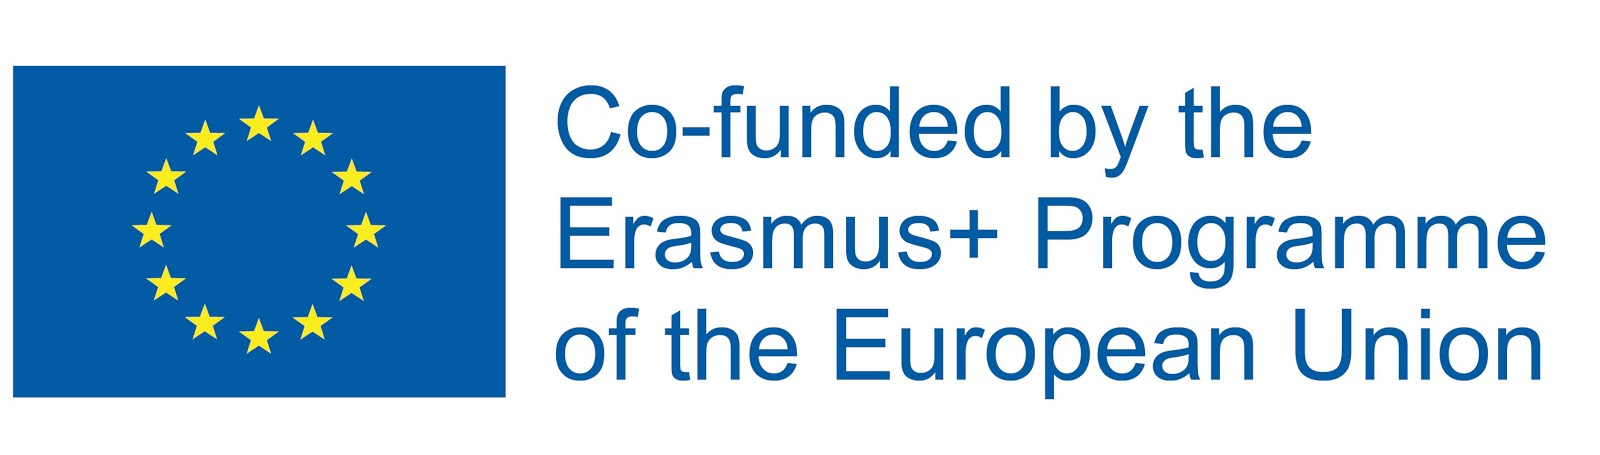 Co-funded by the
Erasmus+ Programme
of the European Union